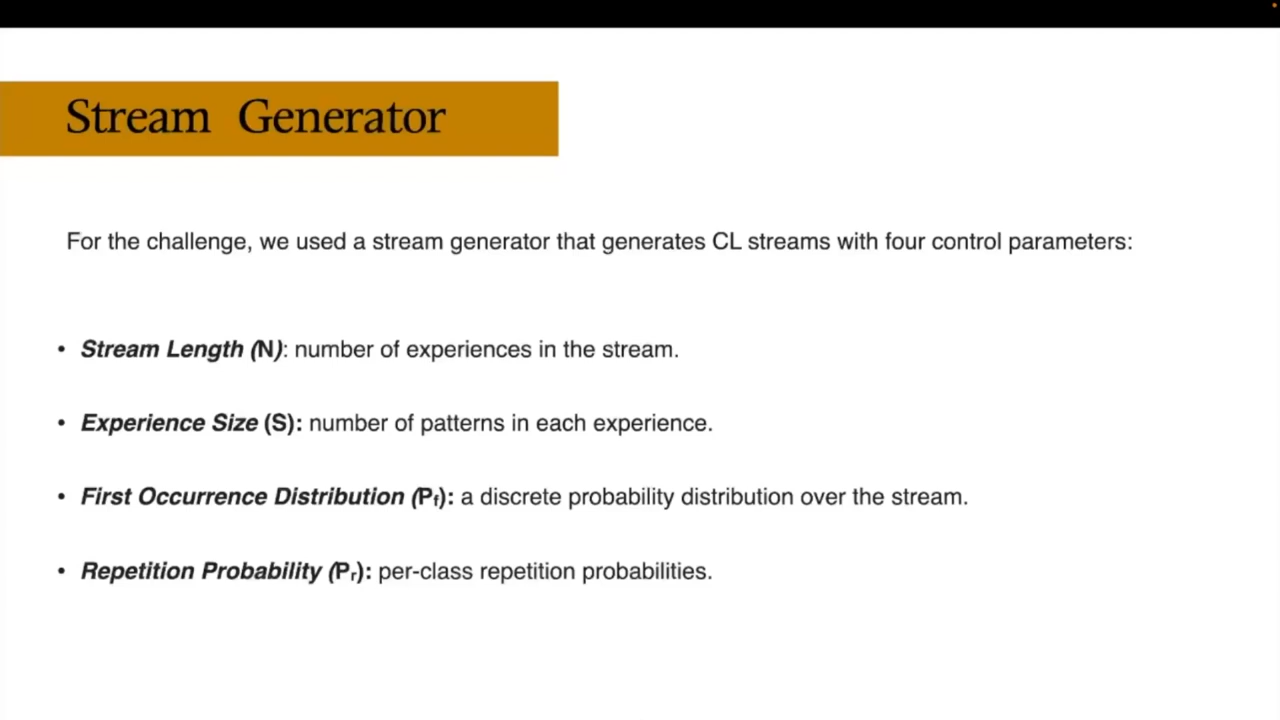 Stream Generator
For the challenge, we used a stream generator that generates CL streams with four control parameters:
• Stream Length (N): number of experiences in the stream.
• Experience Size (S): number of patterns in each experience.
• First Occurrence Distribution (Pf): a discrete probability distribution over the stream.
• Repetition Probability (Pr): per-class repetition probabilities.